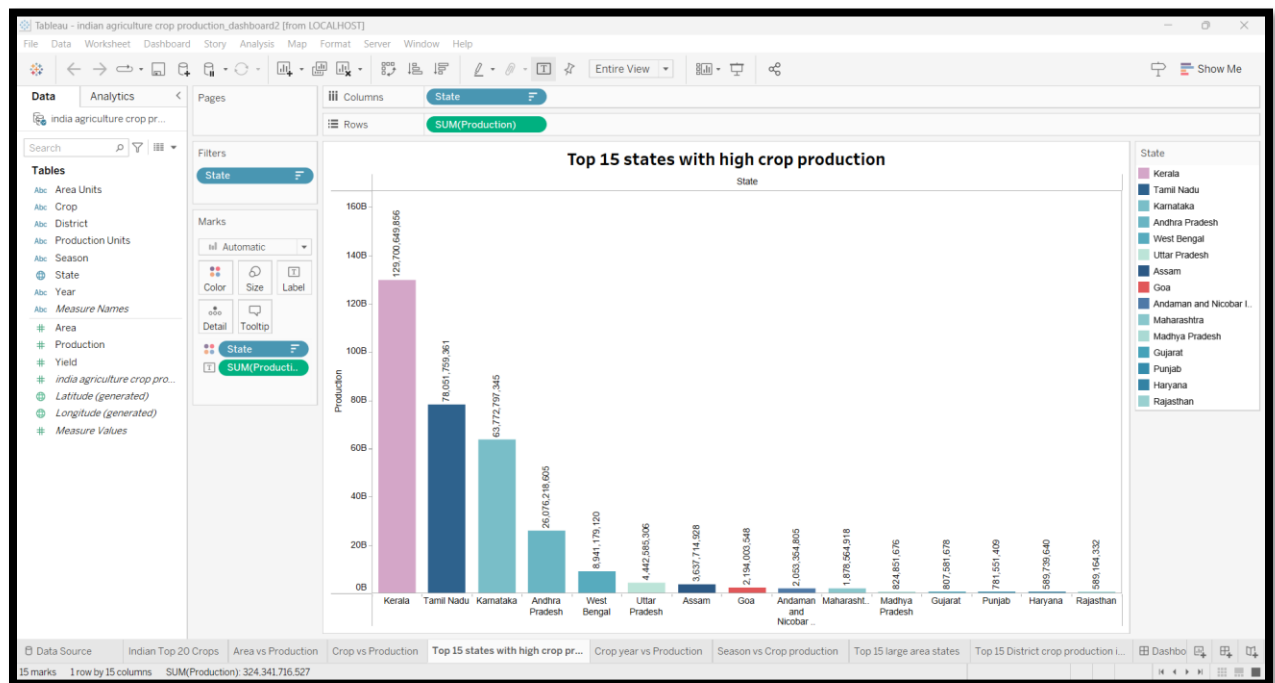 Tableau - indian agriculture crop production_dashboard2 [from LOCALHOST]
File Data Worksheet Dashboard Story Analysis Map Format Server Window Help
Entire View
Show Me
Data Analytics
india agriculture crop pr...
Search
Tables
Abc Area Units
Abc Crop
Abc District
Abc Production Units
Abc Season
State
Abc Year
Abc Measure Names
# Area
# Production
# Yield
# india agriculture crop pro...
Latitude (generated)
Longitude (generated)
# Measure Values
Pages
Filters
State
Marks
Automatic
Color Size Label
Detail Tooltip
State
SUM(Producti..
Columns State
Rows SUM(Production)
Top 15 states with high crop production
State
Production
160B
140B
120B
100B
80B
60B
40B
20B
0B
129,700,649,856
78,051,759,361
63,772,797,345
26,076,218,605
8,941,179,120
4,442,585,306
3,637,714,928
2,194,003,548
2,053,354,805
1,878,564,918
824,851,676
807,581,678
781,551,409
589,739,640
589,164,332
Kerala
Tamil Nadu
Karnataka
Andhra
Pradesh
West
Bengal
Uttar
Pradesh
Assam
Goa
Andaman
and
Nicobar ..
Maharasht..
Madhya
Pradesh
Gujarat
Punjab
Haryana
Rajasthan
State
Kerala
Tamil Nadu
Karnataka
Andhra Pradesh
West Bengal
Uttar Pradesh
Assam
Goa
Andaman and Nicobar I..
Maharashtra
Madhya Pradesh
Gujarat
Punjab
Haryana
Rajasthan
Data Source Indian Top 20 Crops Area vs Production Crop vs Production Top 15 states with high crop pr... Crop year vs Production Season vs Crop production Top 15 large area states Top 15 District crop production i... Dashbo
15 marks 1 row by 15 columns SUM(Production): 324,341,716,527